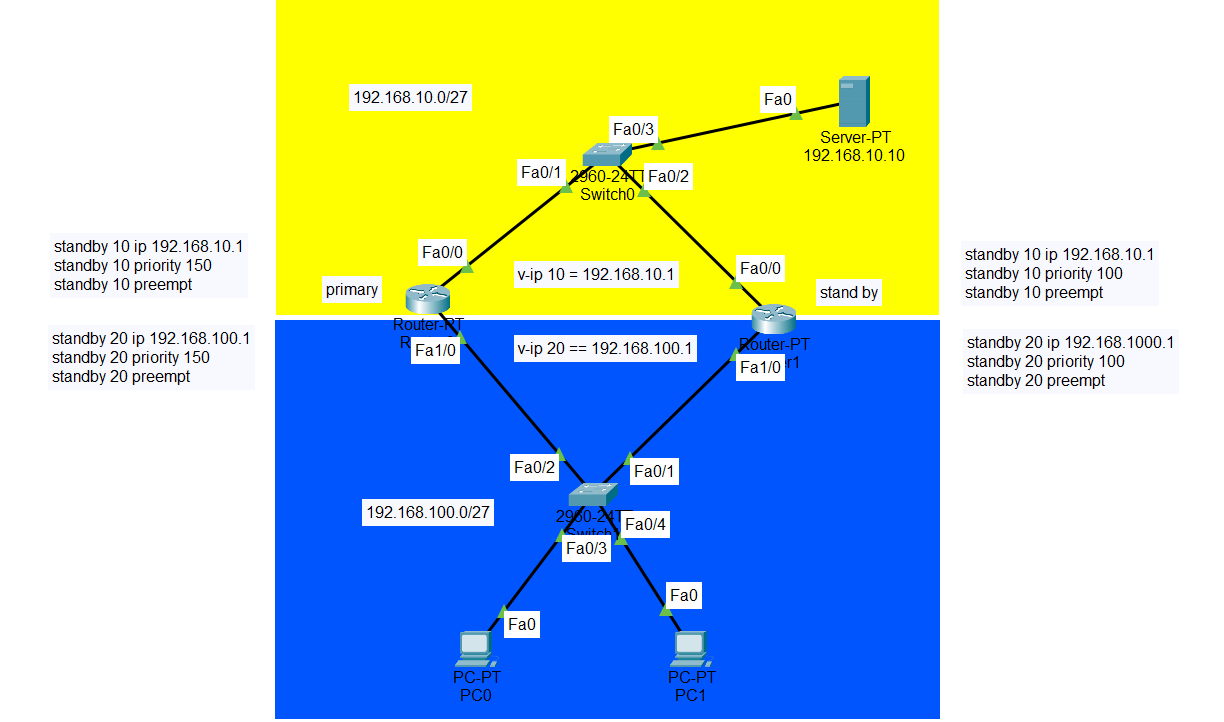 192.168.10.0/27
Fa0
Server-PT
192.168.10.10
Fa0/3
Fa0/1
2960-24TT
Fa0/2
Switch0
standby 10 ip 192.168.10.1
standby 10 priority 150
standby 10 preempt
standby 20 ip 192.168.100.1
standby 20 priority 150
standby 20 preempt
Fa0/0
primary
Router-PT
Fa1/0
v-ip 10 = 192.168.10.1
v-ip 20 == 192.168.100.1
Fa0/0
stand by
Router-PT
Fa1/0
standby 10 ip 192.168.10.1
standby 10 priority 100
standby 10 preempt
standby 20 ip 192.168.1000.1
standby 20 priority 100
standby 20 preempt
Fa0/2
Fa0/1
192.168.100.0/27
2960-24TT
Fa0/4
Fa0/3
Fa0
Fa0
PC-PT
PC0
PC-PT
PC1